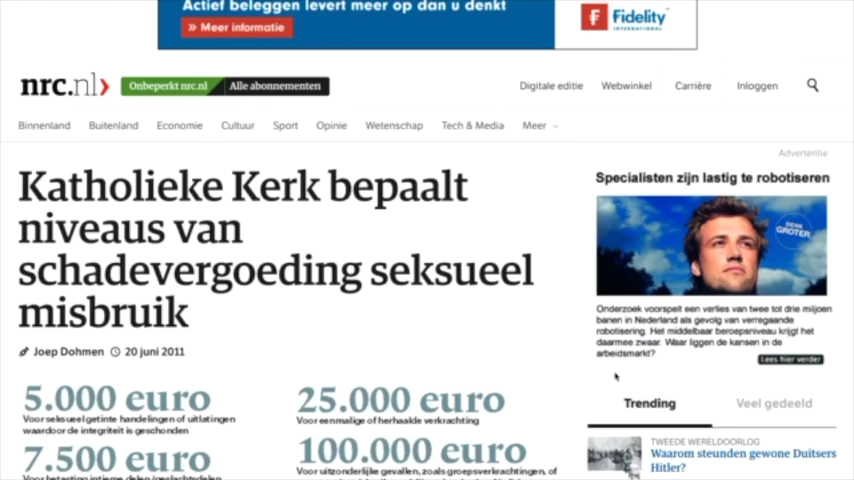 Actief beleggen levert meer op dan u denkt
» Meer informatie
Fidelity
INTERNATIONAL
nrc.nl
Onbeperkt nrc.nl
Alle abonnementen
Digitale editie
Webwinkel
Carrière
Inloggen
Binnenland
Buitenland
Economie
Cultuur
Sport
Opinie
Wetenschap
Tech & Media
Meer
Advertentie
Katholieke Kerk bepaalt
niveaus van
schadevergoeding seksueel
misbruik
Joep Dohmen
20 juni 2011
5.000 euro
Voor seksueel getinte handelingen of uitlatingen
waardoor de integriteit is geschonden
7.500 euro
Voor betasting intieme delen/geslachtsdelen
25.000 euro
Voor eenmalige of herhaalde verkrachting
100.000 euro
Voor uitzonderlijke gevallen, zoals groepsverkrachtingen, of
Specialisten zijn lastig te robotiseren
DENK
GROTER
Onderzoek voorspelt een verlies van twee tot drie miljoen
banen in Nederland als gevolg van verregaande
robotisering. Het middelbaar beroepsniveau krijgt het
daarmee zwaar. Waar liggen de kansen in de
arbeidsmarkt?
Lees hier verder
Trending
Veel gedeeld
TWEEDE WERELDOORLOG
Waarom steunden gewone Duitsers
Hitler?